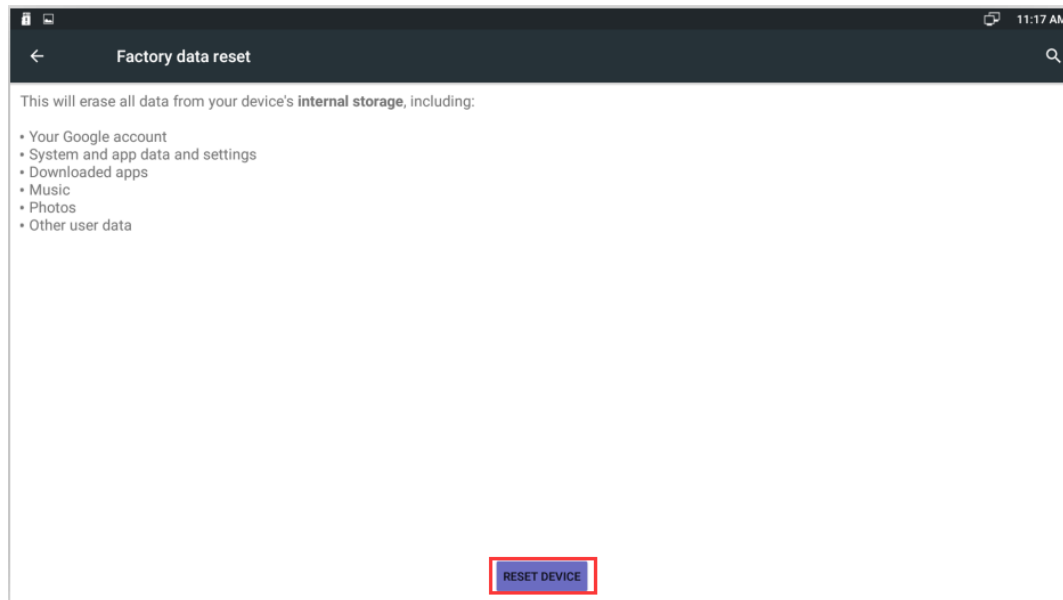 11:17 AM
Factory data reset
This will erase all data from your device's internal storage, including:
• Your Google account
• System and app data and settings
• Downloaded apps
• Music
• Photos
• Other user data
RESET DEVICE